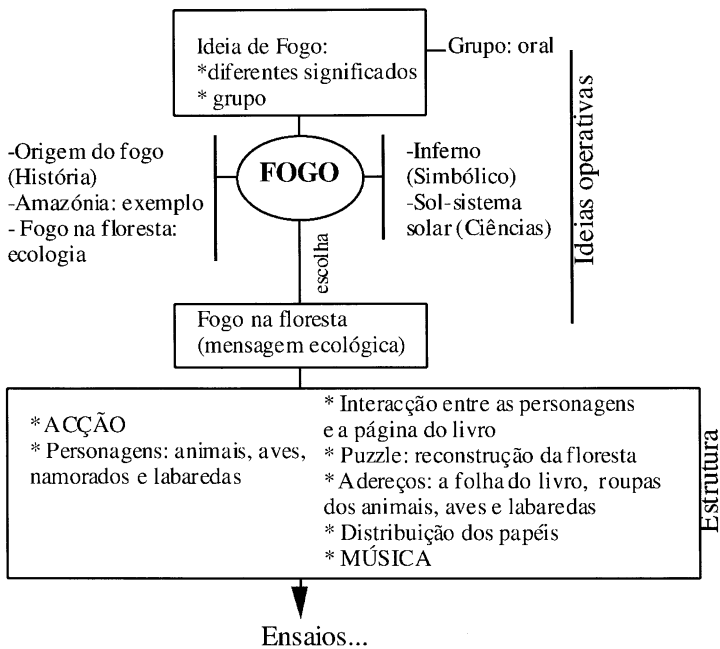 Ideia de Fogo:
*diferentes significados
* grupo
Grupo: oral
-Origem do fogo
(História)
-Amazónia: exemplo
- Fogo na floresta:
ecologia
FOGO
-Inferno
(Simbólico)
-Sol-sistema
solar (Ciências)
Ideias operativas
escolha
Fogo na floresta
(mensagem ecológica)
* ACÇÃO
* Personagens: animais, aves,
namorados e labaredas
* Interacção entre as personagens
e a página do livro
* Puzzle: reconstrução da floresta
* Adereços: a folha do livro, roupas
dos animais, aves e labaredas
* Distribuição dos papéis
* MÚSICA
Estrutura
Ensaios...